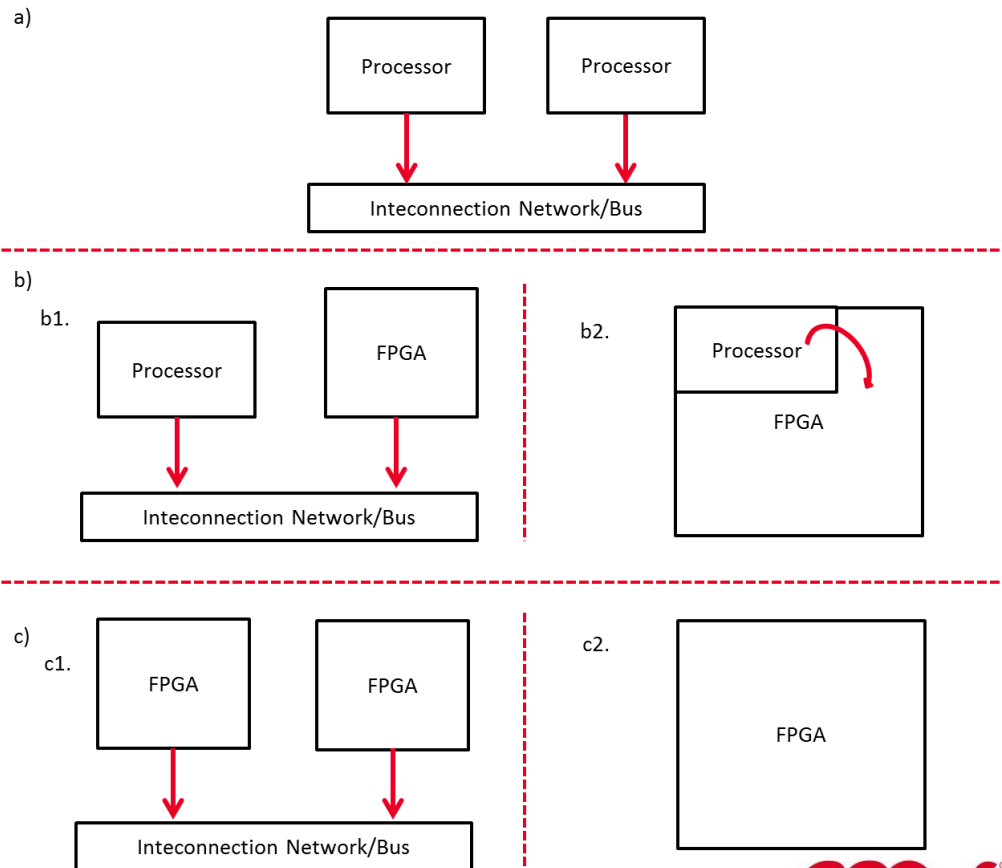 a)
Processor
Processor
Inteconnection Network/Bus
b)
b1.
Processor
FPGA
Inteconnection Network/Bus
b2.
Processor
FPGA
c)
c1.
FPGA
FPGA
Inteconnection Network/Bus
c2.
FPGA